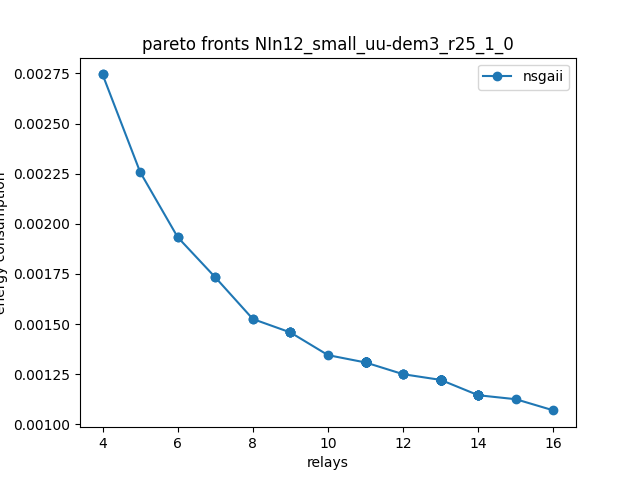 pareto fronts NIn12_small_uu-dem3_r25_1_0
nsgaii
energy consumption
0.00275
0.00250
0.00225
0.00200
0.00175
0.00150
0.00125
0.00100
4 6 8 10 12 14 16
relays